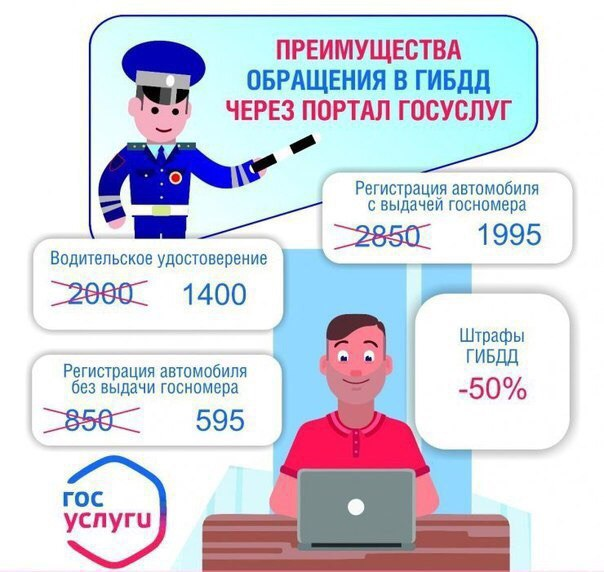 ПРЕИМУЩЕСТВА
ОБРАЩЕНИЯ В ГИБДД
ЧЕРЕЗ ПОРТАЛ ГОСУСЛУГ
Регистрация автомобиля
с выдачей госномера
2850 1995
Водительское удостоверение
2000 1400
Штрафы
ГИБДД
-50%
Регистрация автомобиля
без выдачи госномера
850 595
гос
услуги